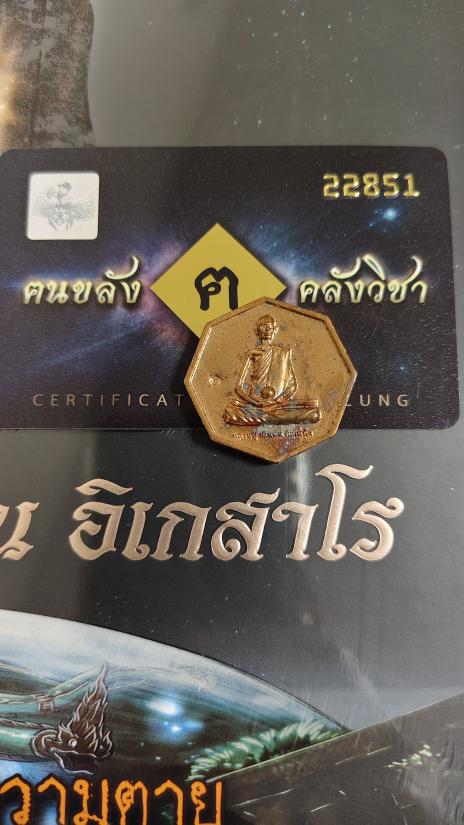 22851
ฅนขลัง ฅ คลังวิชา
CERTIFICAT LUNG
น อิเกสาโร
วามตาย